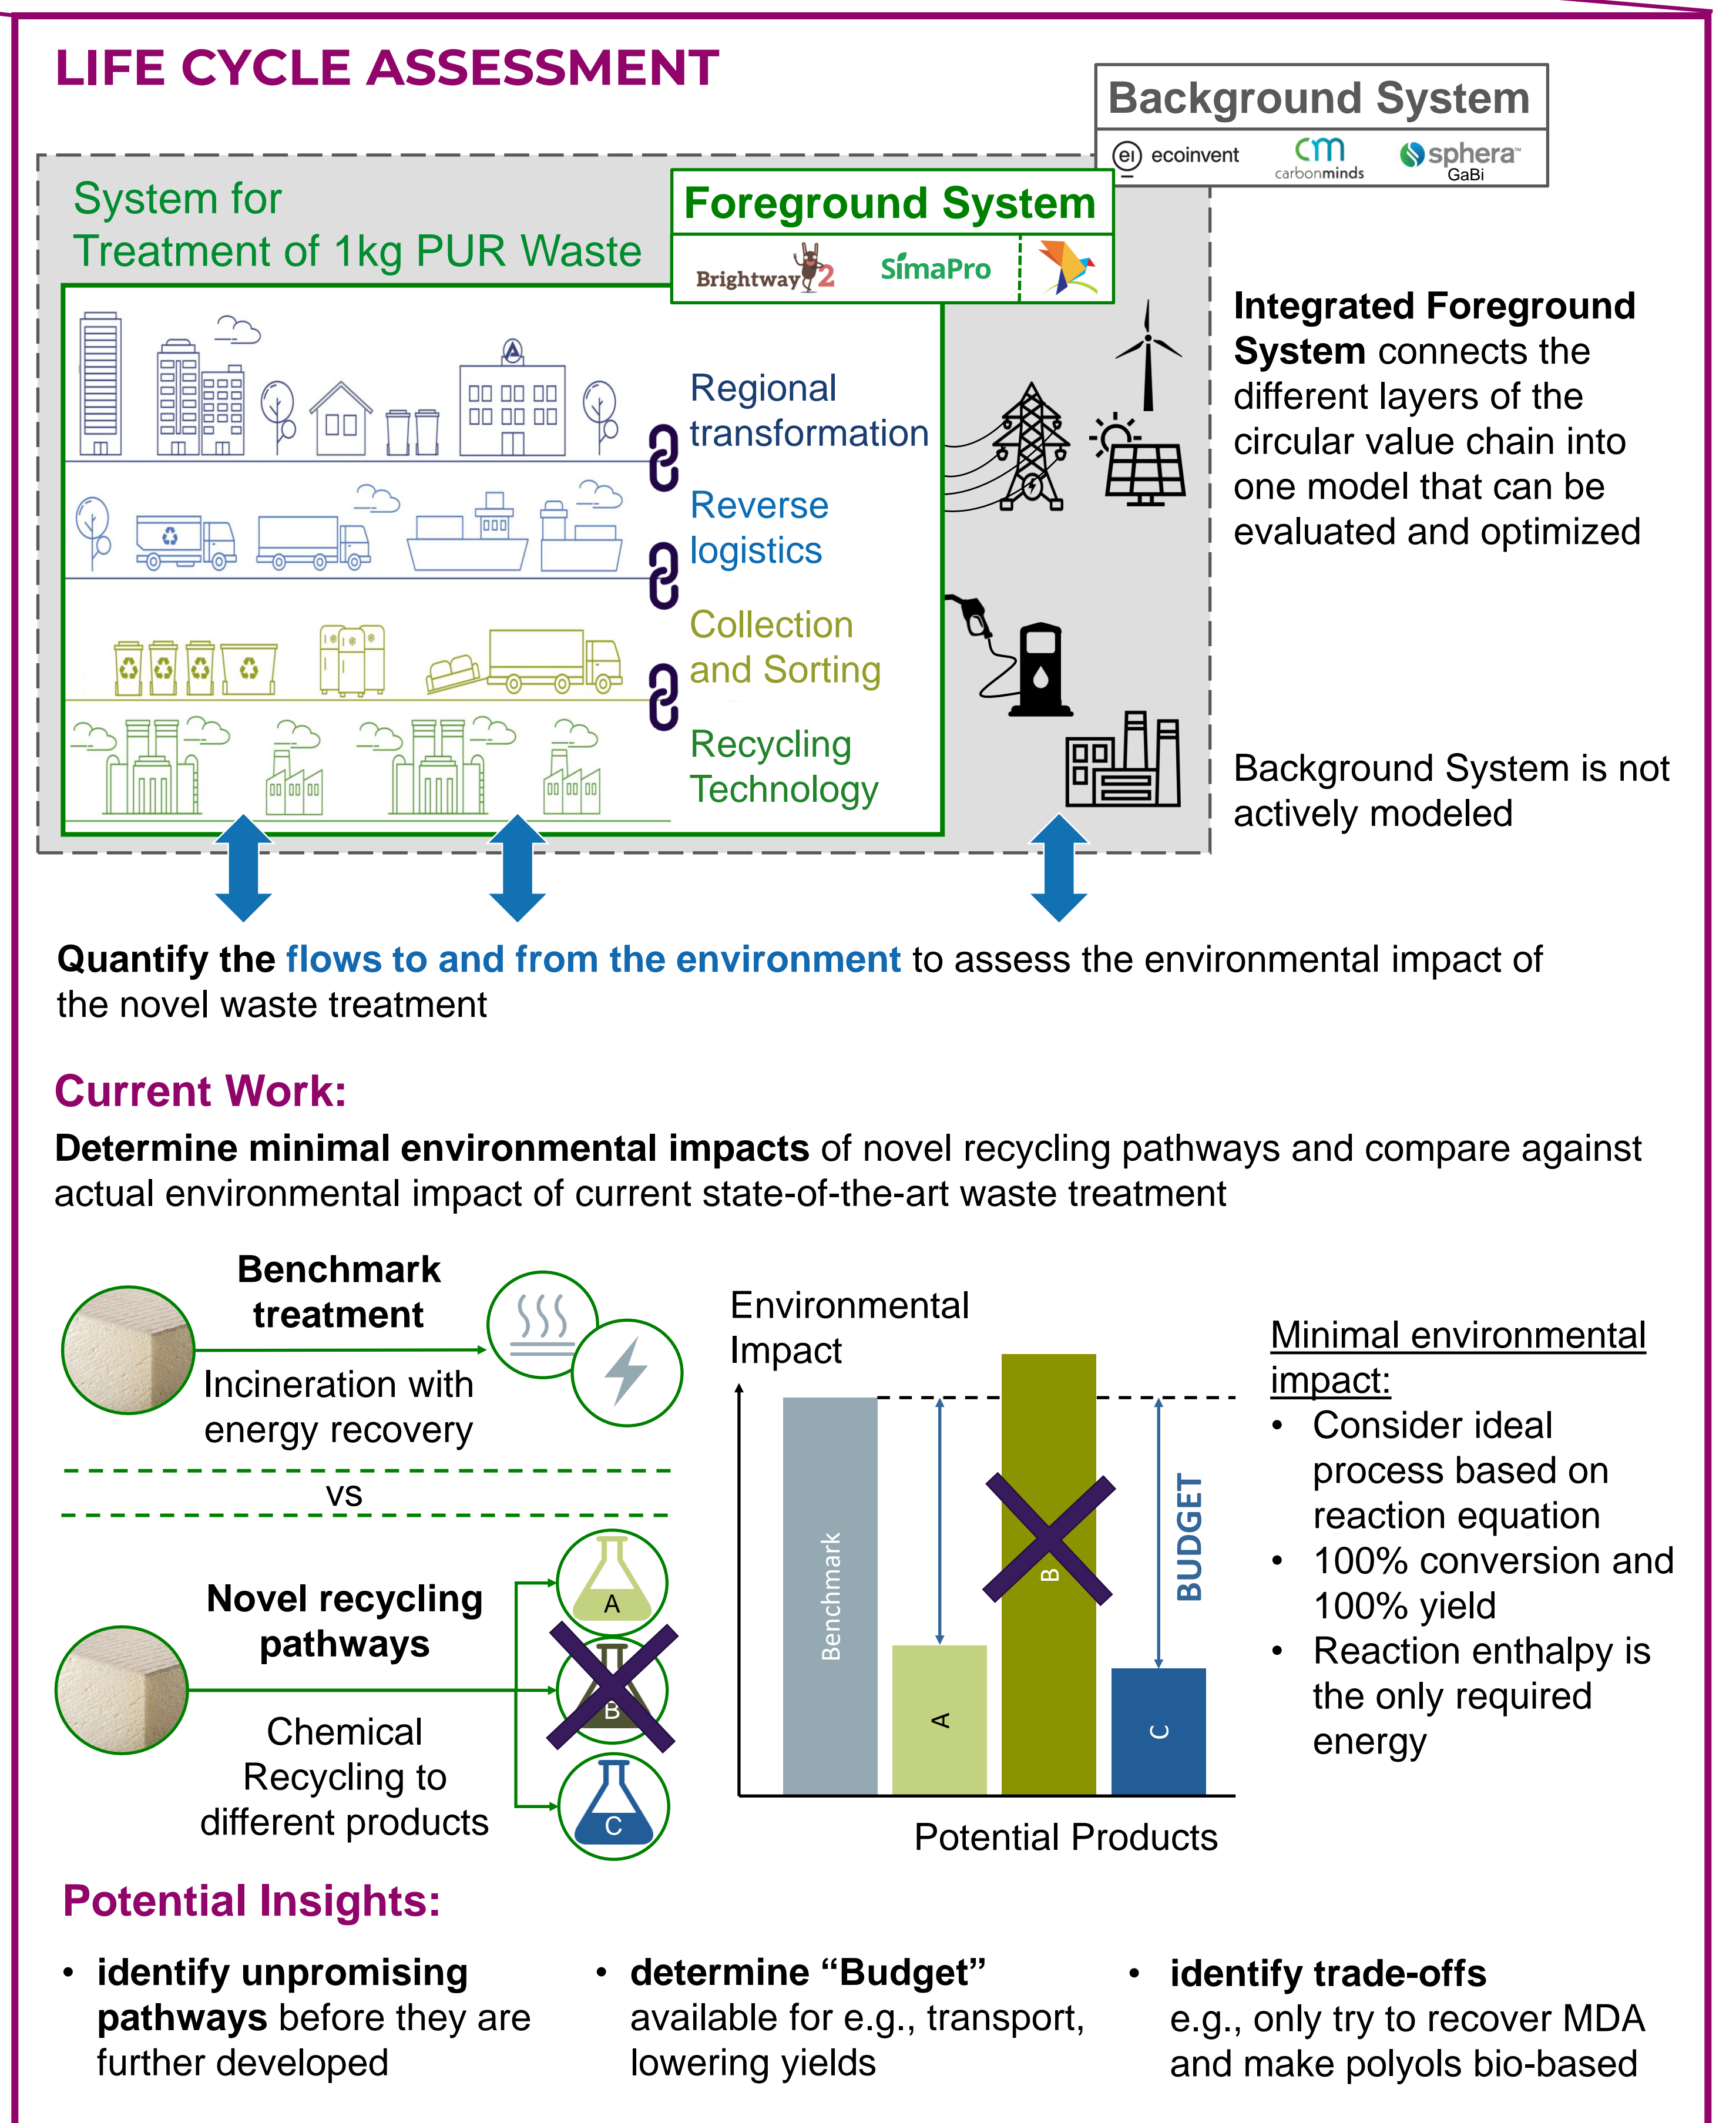 LIFE CYCLE ASSESSMENT
Background System
ei ecoinvent
cm
carbonminds
sphera™
GaBi
System for
Treatment of 1kg PUR Waste
Foreground System
Brightway2
SimaPro
Regional
transformation
Reverse
logistics
Collection
and Sorting
Recycling
Technology
Integrated Foreground
System connects the
different layers of the
circular value chain into
one model that can be
evaluated and optimized
Background System is not
actively modeled
Quantify the flows to and from the environment to assess the environmental impact of
the novel waste treatment
Current Work:
Determine minimal environmental impacts of novel recycling pathways and compare against
actual environmental impact of current state-of-the-art waste treatment
Benchmark
treatment
Incineration with
energy recovery
vs
Novel recycling
pathways
Chemical
Recycling to
different products
A
B
C
Environmental
Impact
Benchmark
A
B
C
BUDGET
Potential Products
Minimal environmental
impact:
• Consider ideal
process based on
reaction equation
• 100% conversion and
100% yield
• Reaction enthalpy is
the only required
energy
Potential Insights:
• identify unpromising
pathways before they are
further developed
• determine “Budget”
available for e.g., transport,
lowering yields
• identify trade-offs
e.g., only try to recover MDA
and make polyols bio-based